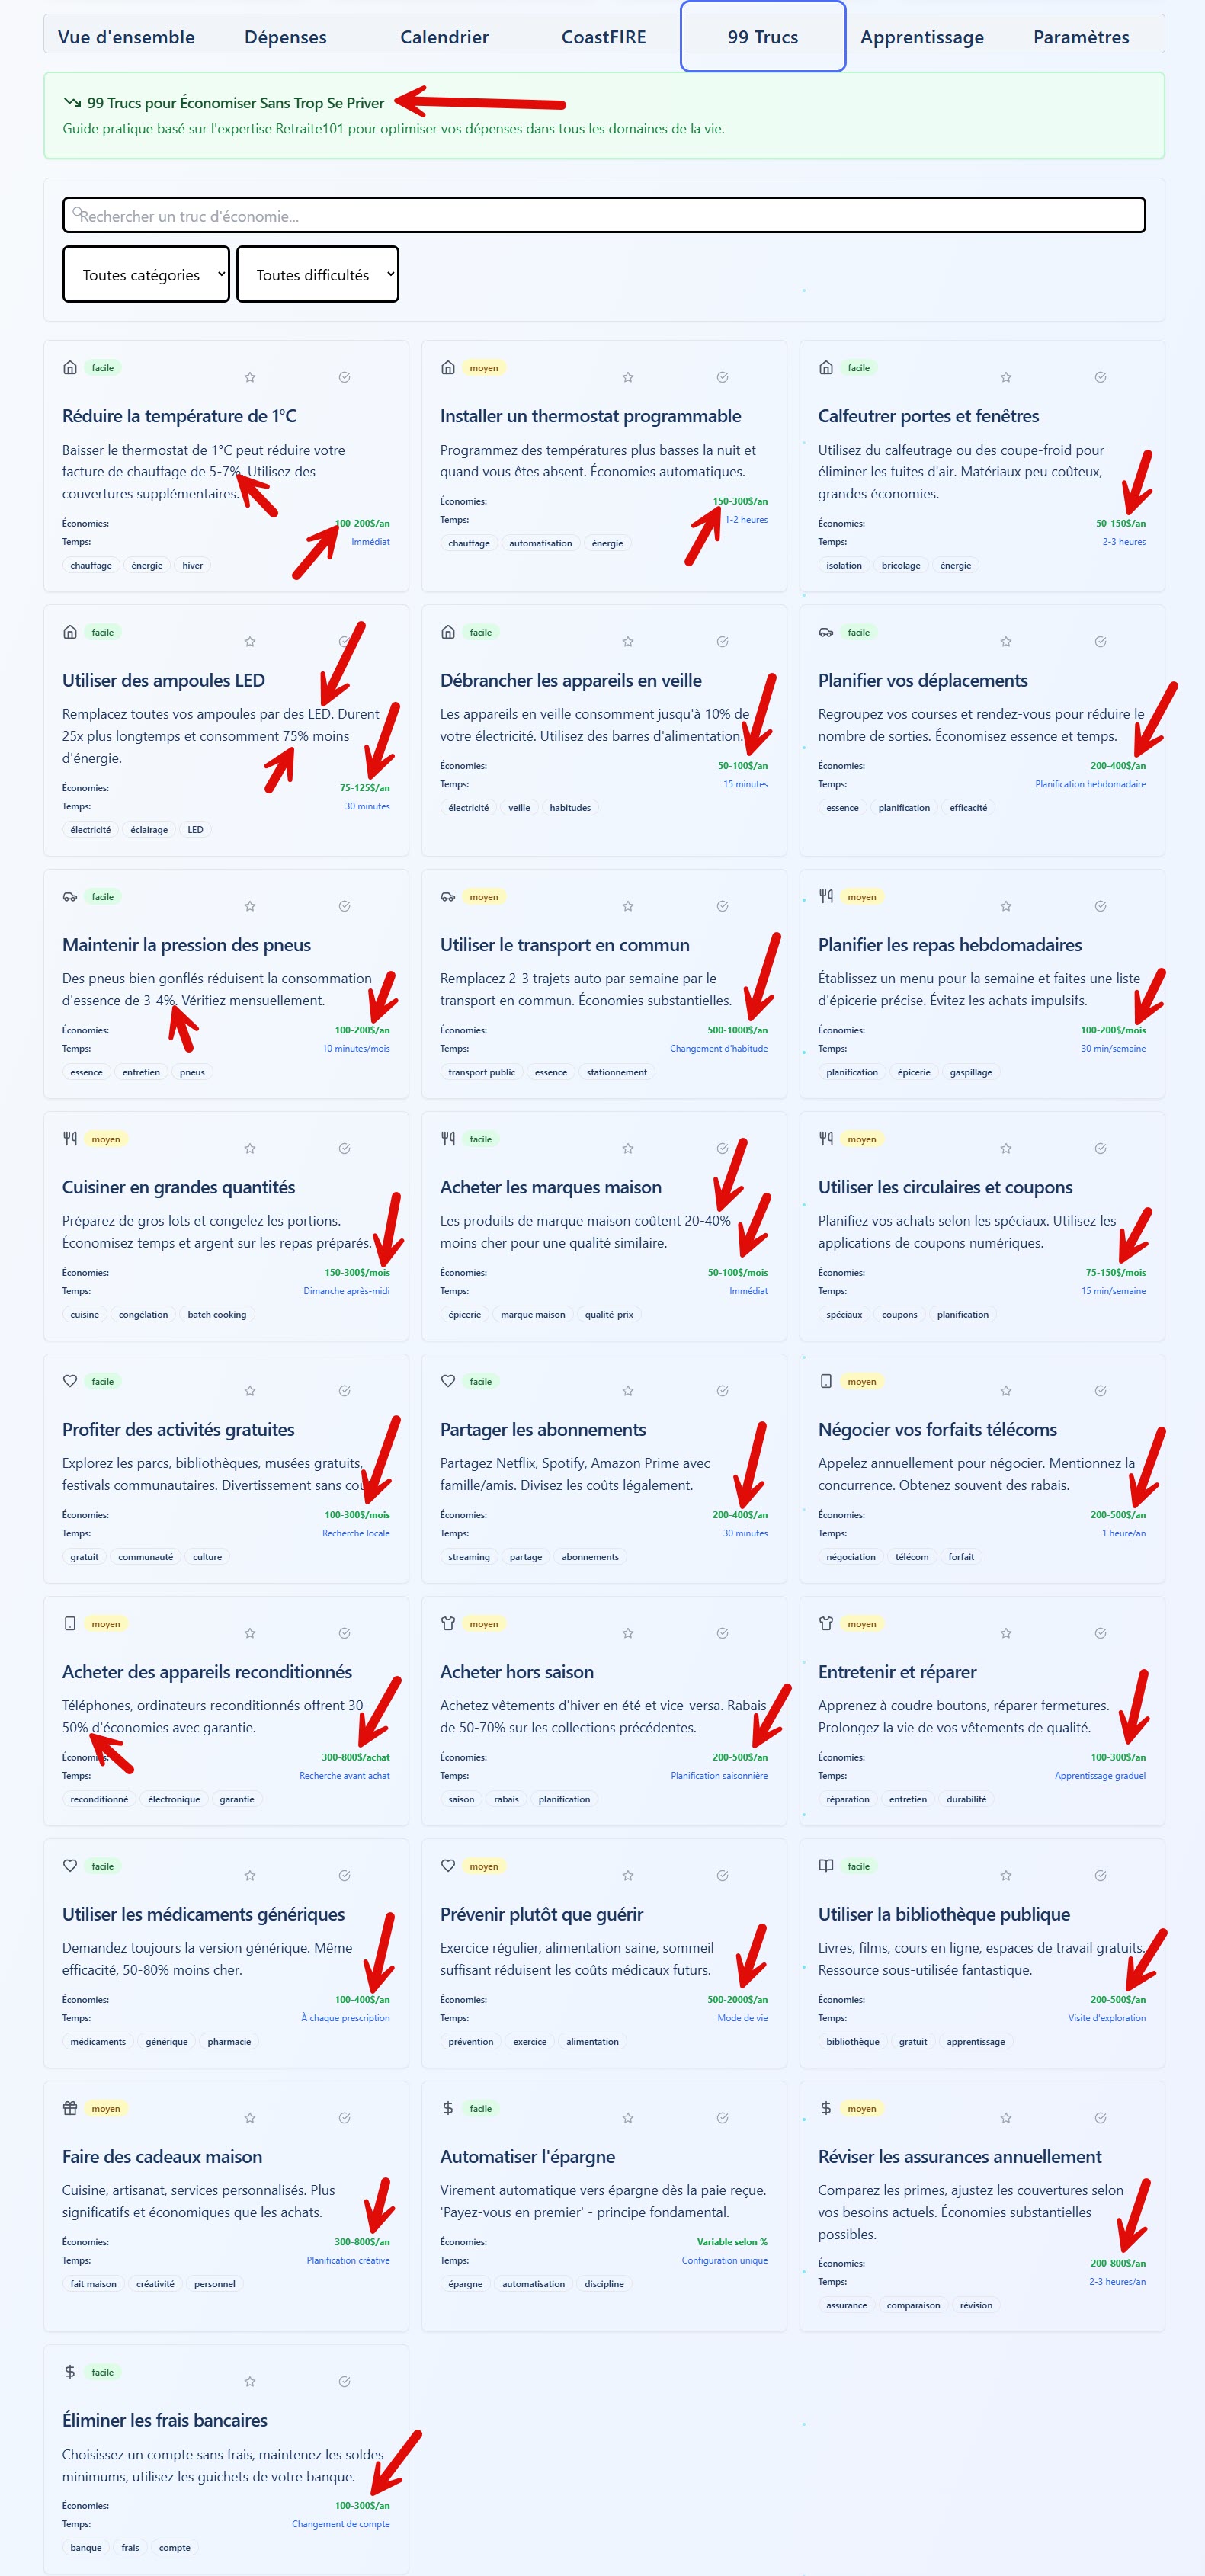 Vue d'ensemble Dépenses Calendrier CoastFIRE 99 Trucs Apprentissage Paramètres
99 Trucs pour Économiser Sans Trop Se Priver
Guide pratique basé sur l'expertise Retraite101 pour optimiser vos dépenses dans tous les domaines de la vie.
Rechercher un truc d'économie...
Toutes catégories Toutes difficultés
facile
Réduire la température de 1°C
Baisser le thermostat de 1°C peut réduire votre
facture de chauffage de 5-7%. Utilisez des
couvertures supplémentaires.
Économies: 100-200$/an
Temps: Immédiat
chauffage énergie hiver
moyen
Installer un thermostat programmable
Programmez des températures plus basses la nuit et
quand vous êtes absent. Économies automatiques.
Économies: 150-300$/an
Temps: 1-2 heures
chauffage automatisation énergie
facile
Calfeutrer portes et fenêtres
Utilisez du calfeutrage ou des coupe-froid pour
éliminer les fuites d'air. Matériaux peu coûteux,
grandes économies.
Économies: 50-150$/an
Temps: 2-3 heures
isolation bricolage énergie
facile
Utiliser des ampoules LED
Remplacez toutes vos ampoules par des LED. Durent
25x plus longtemps et consomment 75% moins
d'énergie.
Économies: 75-125$/an
Temps: 30 minutes
électricité éclairage LED
facile
Débrancher les appareils en veille
Les appareils en veille consomment jusqu'à 10% de
votre électricité. Utilisez des barres d'alimentation.
Économies: 50-100$/an
Temps: 15 minutes
électricité veille habitudes
facile
Planifier vos déplacements
Regroupez vos courses et rendez-vous pour réduire le
nombre de sorties. Économisez essence et temps.
Économies: 200-400$/an
Temps: Planification hebdomadaire
essence planification efficacité
facile
Maintenir la pression des pneus
Des pneus bien gonflés réduisent la consommation
d'essence de 3-4%. Vérifiez mensuellement.
Économies: 100-200$/an
Temps: 10 minutes/mois
essence entretien pneus
moyen
Utiliser le transport en commun
Remplacez 2-3 trajets auto par semaine par le
transport en commun. Économies substantielles.
Économies: 500-1000$/an
Temps: Changement d'habitude
transport public essence stationnement
moyen
Planifier les repas hebdomadaires
Établissez un menu pour la semaine et faites une liste
d'épicerie précise. Évitez les achats impulsifs.
Économies: 100-200$/mois
Temps: 30 min/semaine
planification épicerie gaspillage
moyen
Cuisiner en grandes quantités
Préparez de gros lots et congelez les portions.
Économisez temps et argent sur les repas préparés.
Économies: 150-300$/mois
Temps: Dimanche après-midi
cuisine congélation batch cooking
facile
Acheter les marques maison
Les produits de marque maison coûtent 20-40%
moins cher pour une qualité similaire.
Économies: 50-100$/mois
Temps: Immédiat
épicerie marque maison qualité-prix
moyen
Utiliser les circulaires et coupons
Planifiez vos achats selon les spéciaux. Utilisez les
applications de coupons numériques.
Économies: 75-150$/mois
Temps: 15 min/semaine
spéciaux coupons planification
facile
Profiter des activités gratuites
Explorez les parcs, bibliothèques, musées gratuits,
festivals communautaires. Divertissement sans
Économies: 100-300$/mois
Temps: Recherche locale
gratuit communauté culture
facile
Partager les abonnements
Partagez Netflix, Spotify, Amazon Prime avec
famille/amis. Divisez les coûts légalement.
Économies: 200-400$/an
Temps: 30 minutes
streaming partage abonnements
moyen
Négocier vos forfaits télécoms
Appelez annuellement pour négocier. Mentionnez la
concurrence. Obtenez souvent des rabais.
Économies: 200-500$/an
Temps: 1 heure/an
négociation télécom forfait
moyen
Acheter des appareils reconditionnés
Téléphones, ordinateurs reconditionnés offrent 30-
50% d'économies avec garantie.
Économies: 300-800$/achat
Temps: Recherche avant achat
reconditionné électronique garantie
moyen
Acheter hors saison
Achetez vêtements d'hiver en été et vice-versa. Rabais
de 50-70% sur les collections précédentes.
Économies: 200-500$/an
Temps: Planification saisonnière
saison rabais planification
moyen
Entretenir et réparer
Apprenez à coudre boutons, réparer fermetures.
Prolongez la vie de vos vêtements de qualité.
Économies: 100-300$/an
Temps: Apprentissage graduel
réparation entretien durabilité
facile
Utiliser les médicaments génériques
Demandez toujours la version générique. Même
efficacité, 50-80% moins cher.
Économies: 100-400$/an
Temps: À chaque prescription
médicaments générique pharmacie
moyen
Prévenir plutôt que guérir
Exercice régulier, alimentation saine, sommeil
suffisant réduisent les coûts médicaux futurs.
Économies: 500-2000$/an
Temps: Mode de vie
prévention exercice alimentation
facile
Utiliser la bibliothèque publique
Livres, films, cours en ligne, espaces de travail gratuits.
Ressource sous-utilisée fantastique.
Économies: 200-500$/an
Temps: Visite d'exploration
bibliothèque gratuit apprentissage
moyen
Faire des cadeaux maison
Cuisine, artisanat, services personnalisés. Plus
significatifs et économiques que les achats.
Économies: 300-800$/an
Temps: Planification créative
fait maison créativité personnel
facile
Automatiser l'épargne
Virement automatique vers épargne dès la paie reçue.
'Payez-vous en premier' - principe fondamental.
Économies: Variable selon %
Temps: Configuration unique
épargne automatisation discipline
moyen
Réviser les assurances annuellement
Comparez les primes, ajustez les couvertures selon
vos besoins actuels. Économies substantielles
possibles.
Économies: 200-800$/an
Temps: 2-3 heures/an
assurance comparaison révision
facile
Éliminer les frais bancaires
Choisissez un compte sans frais, maintenez les soldes
minimums, utilisez les guichets de votre banque.
Économies: 100-300$/an
Temps: Changement de compte
banque frais compte